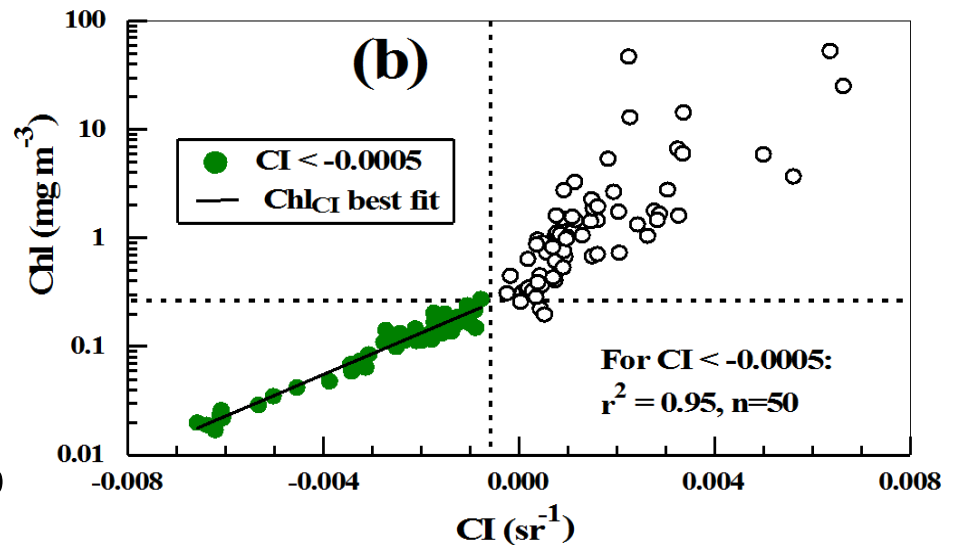 (b)
100
10
1
0.1
0.01
Chl (mg m⁻³)
CI < -0.0005
Chl_CI best fit
For CI < -0.0005:
r² = 0.95, n=50
)
-0.008 -0.004 0.000 0.004 0.008
CI (sr⁻¹)